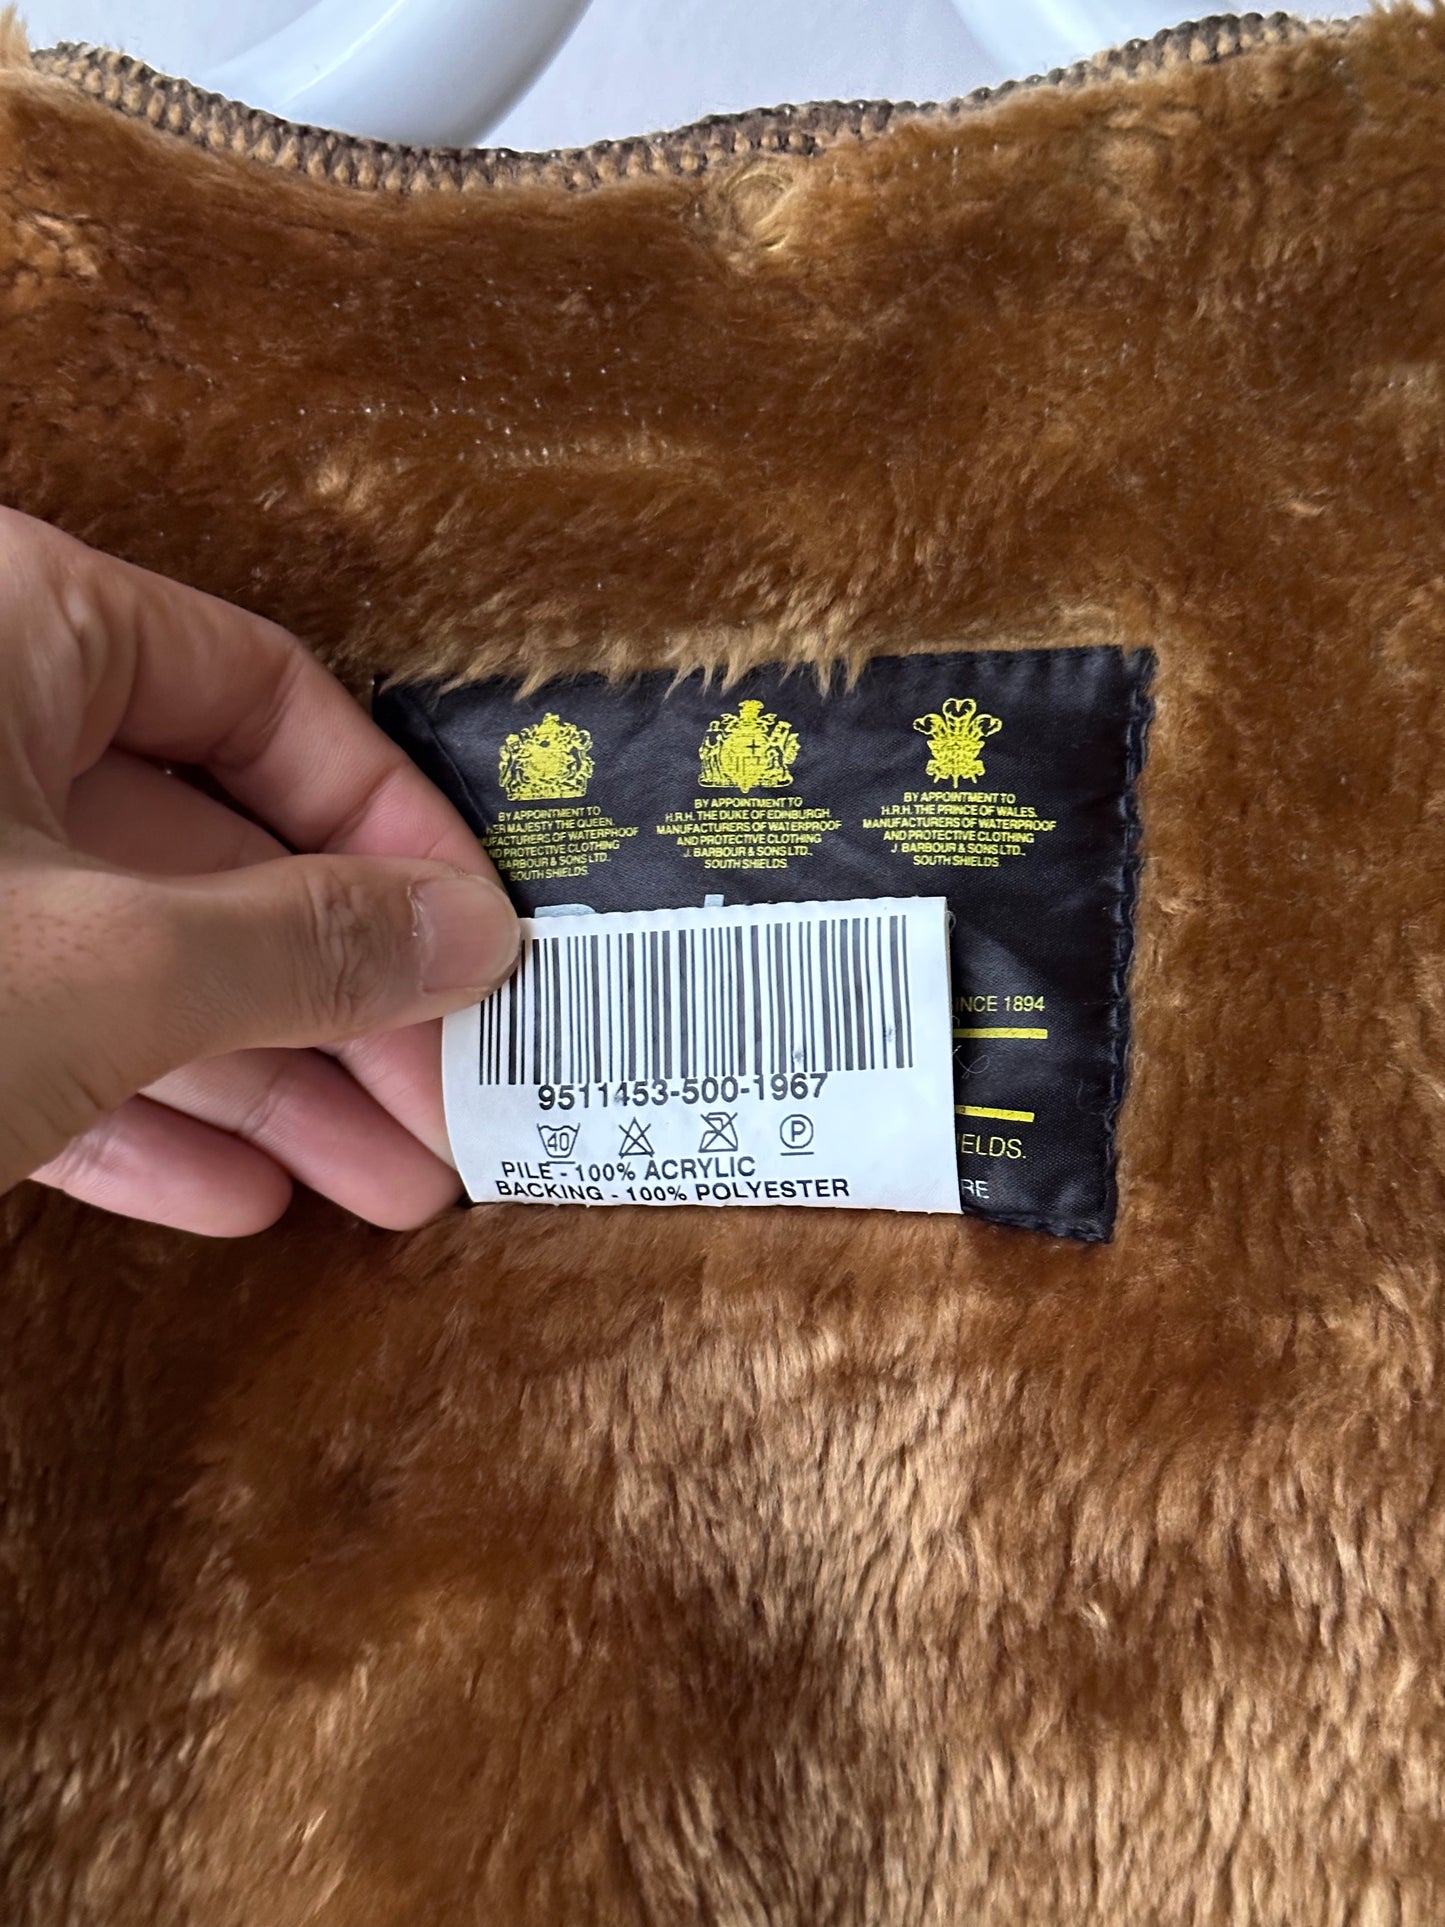 BY APPOINTMENT TO
HER MAJESTY THE QUEEN.
MANUFACTURERS OF WATERPROOF
AND PROTECTIVE CLOTHING
J. BARBOUR & SONS LTD.,
SOUTH SHIELDS.
BY APPOINTMENT TO
H.R.H. THE DUKE OF EDINBURGH.
MANUFACTURERS OF WATERPROOF
AND PROTECTIVE CLOTHING
J. BARBOUR & SONS LTD.,
SOUTH SHIELDS.
BY APPOINTMENT TO
H.R.H. THE PRINCE OF WALES.
MANUFACTURERS OF WATERPROOF
AND PROTECTIVE CLOTHING
J. BARBOUR & SONS LTD.,
SOUTH SHIELDS.
INCE 1894
IELDS.
RE
9511453-500-1967
40 P
PILE - 100% ACRYLIC
BACKING - 100% POLYESTER